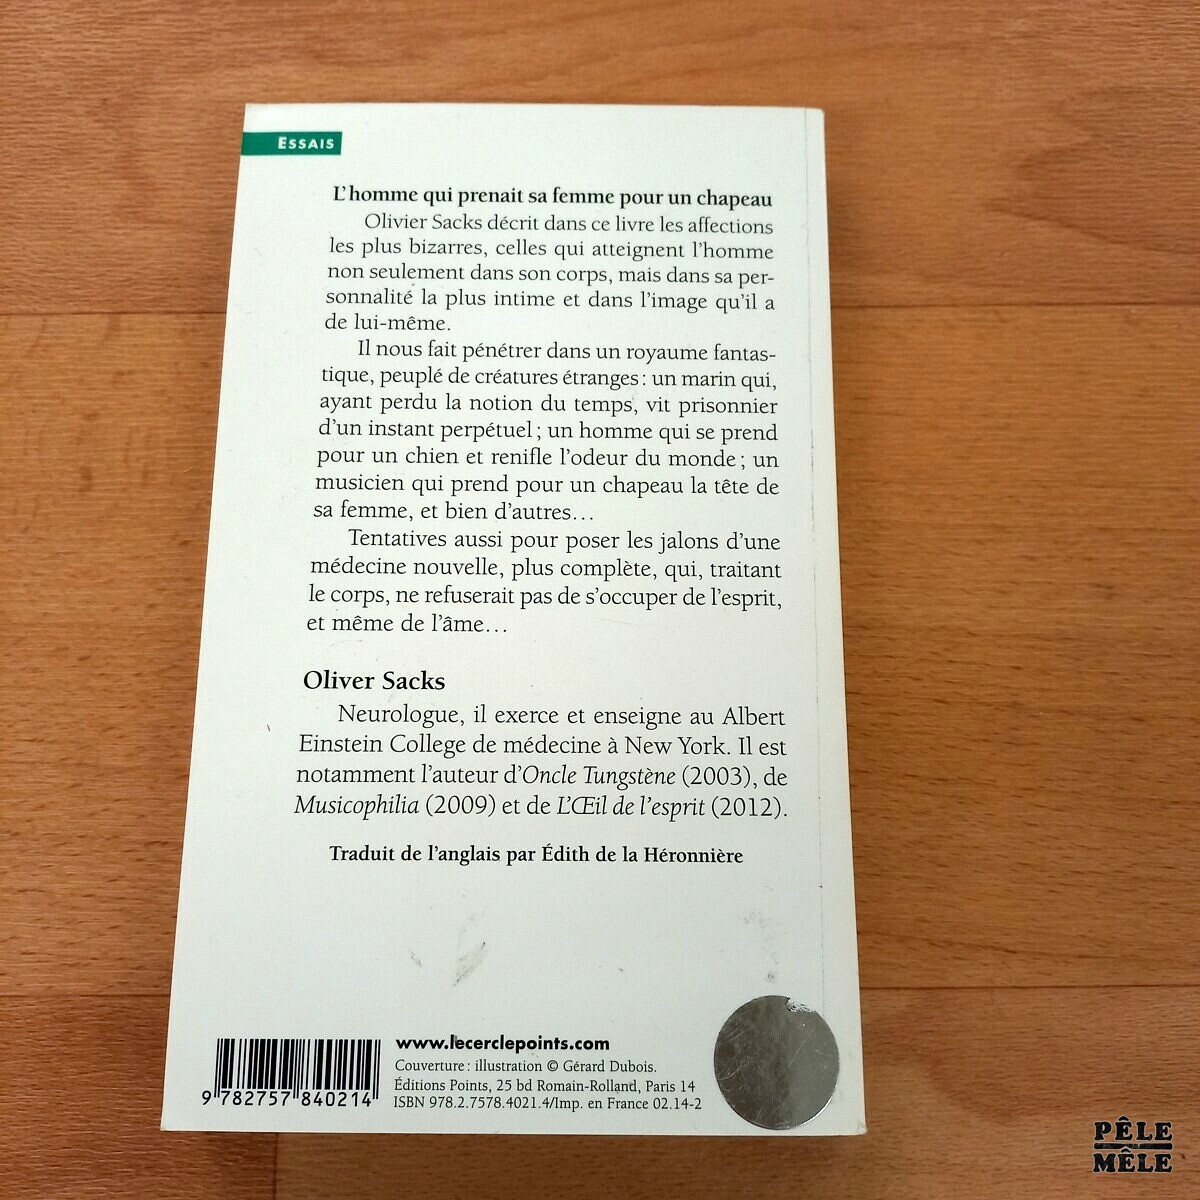 ESSAIS
L'homme qui prenait sa femme pour un chapeau
Olivier Sacks décrit dans ce livre les affections
les plus bizarres, celles qui atteignent l'homme
non seulement dans son corps, mais dans sa per-
sonnalité la plus intime et dans l'image qu'il a
de lui-même.
Il nous fait pénétrer dans un royaume fantas-
tique, peuplé de créatures étranges : un marin qui,
ayant perdu la notion du temps, vit prisonnier
d'un instant perpétuel ; un homme qui se prend
pour un chien et renifle l'odeur du monde ; un
musicien qui prend pour un chapeau la tête de
sa femme, et bien d'autres…
Tentatives aussi pour poser les jalons d'une
médecine nouvelle, plus complète, qui, traitant
le corps, ne refuserait pas de s'occuper de l'esprit,
et même de l'âme…
Oliver Sacks
Neurologue, il exerce et enseigne au Albert
Einstein College de médecine à New York. Il est
notamment l'auteur d'Oncle Tungstène (2003), de
Musicophilia (2009) et de L'Œil de l'esprit (2012).
Traduit de l'anglais par Édith de la Héronnière
www.lecerclepoints.com
Couverture : illustration © Gérard Dubois.
Éditions Points, 25 bd Romain-Rolland, Paris 14
ISBN 978.2.7578.4021.4/Imp. en France 02.14-2
9 782757 840214
PÊLE
MÊLE